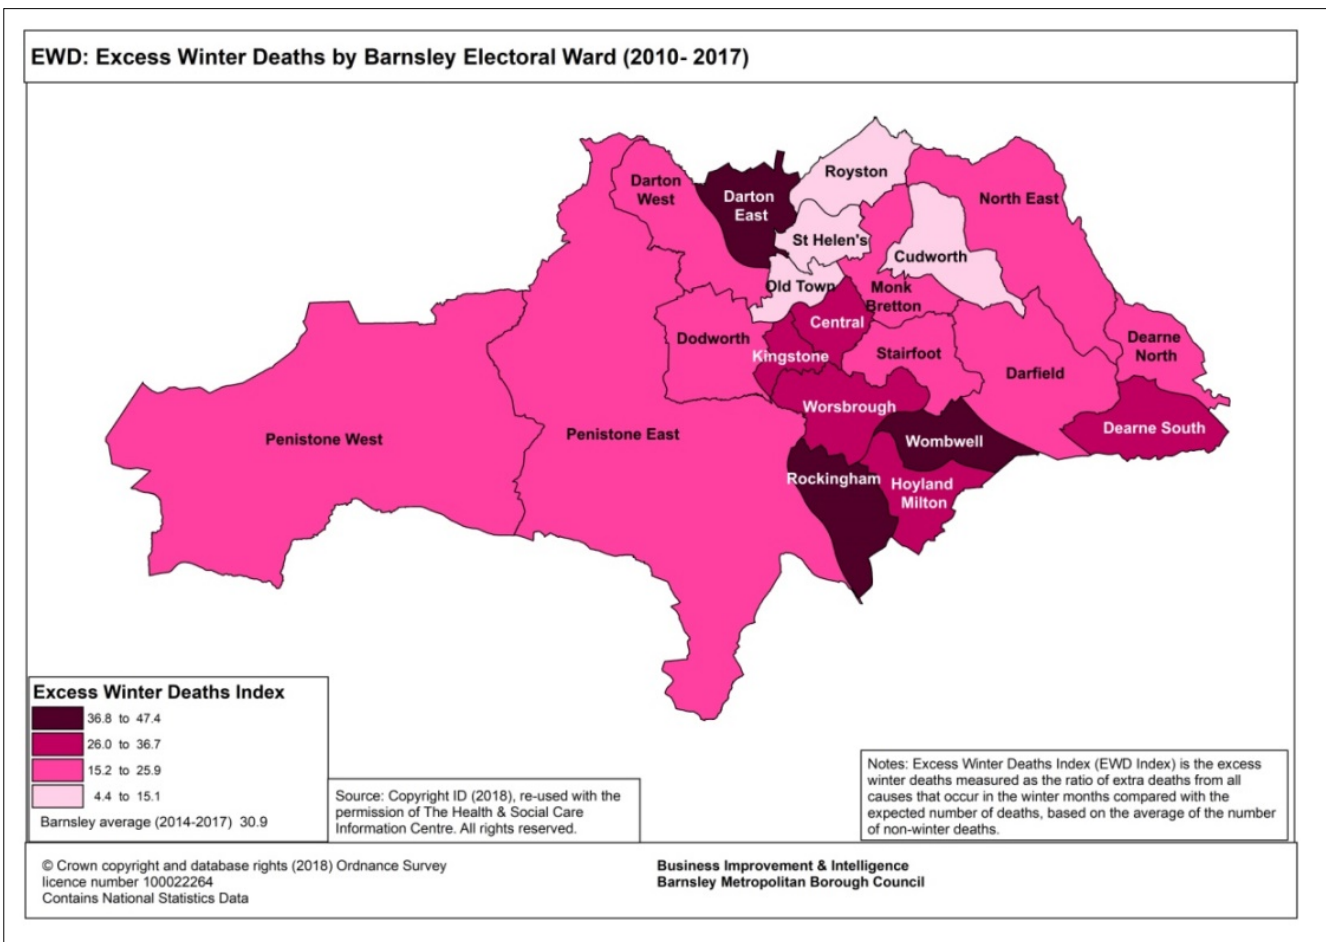 EWD: Excess Winter Deaths by Barnsley Electoral Ward (2010- 2017)
Royston
Darton
West
Darton
East
North East
St Helen's
Cudworth
Old Town
Monk
Bretton
Central
Dodworth
Kingstone
Stairfoot
Dearne
North
Darfield
Worsbrough
Dearne South
Penistone West
Penistone East
Wombwell
Rockingham
Hoyland
Milton
Excess Winter Deaths Index
36.8 to 47.4
26.0 to 36.7
15.2 to 25.9
4.4 to 15.1
Barnsley average (2014-2017) 30.9
Source: Copyright ID (2018), re-used with the
permission of The Health & Social Care
Information Centre. All rights reserved.
Notes: Excess Winter Deaths Index (EWD Index) is the excess
winter deaths measured as the ratio of extra deaths from all
causes that occur in the winter months compared with the
expected number of deaths, based on the average of the number
of non-winter deaths.
© Crown copyright and database rights (2018) Ordnance Survey
licence number 100022264
Contains National Statistics Data
Business Improvement & Intelligence
Barnsley Metropolitan Borough Council